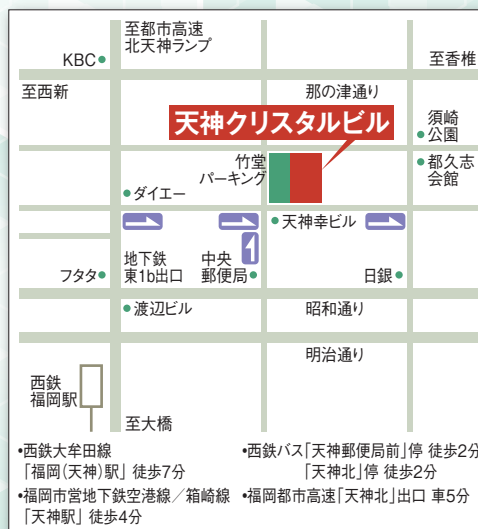 至都市高速
北天神ランプ
KBC
至香椎
至西新
那の津通り
天神クリスタルビル
須崎
公園
竹堂
パーキング
都久志
会館
ダイエー
天神幸ビル
地下鉄
東1b出口
中央
郵便局
フタタ
日銀
渡辺ビル
昭和通り
明治通り
西鉄
福岡駅
至大橋
•西鉄大牟田線
「福岡(天神)駅」 徒歩7分
•福岡市営地下鉄空港線／箱崎線
「天神駅」 徒歩4分
•西鉄バス「天神郵便局前」停 徒歩2分
「天神北」停 徒歩2分
•福岡都市高速「天神北」出口 車5分